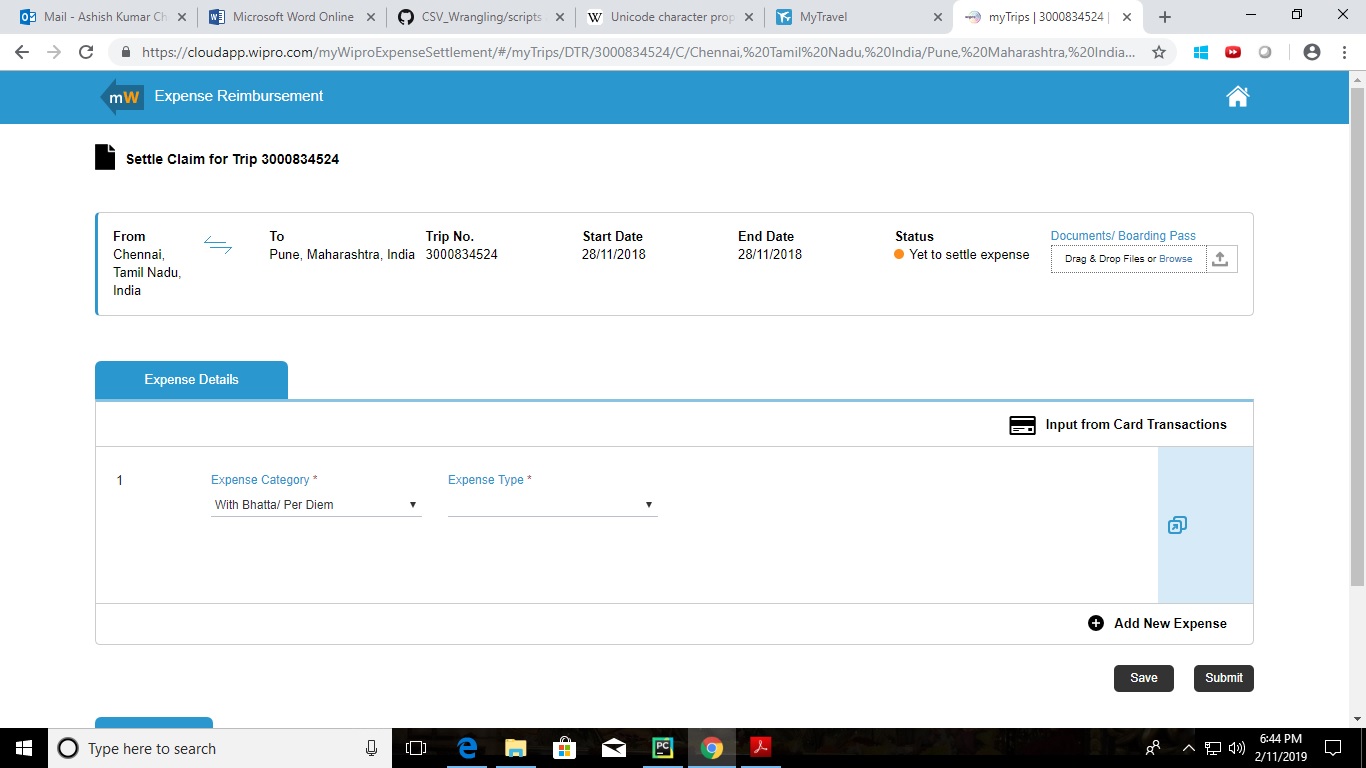 Mail - Ashish Kumar Ch
Microsoft Word Online
CSV_Wrangling/scripts
Unicode character prop
MyTravel
myTrips | 3000834524 |
https://cloudapp.wipro.com/myWiproExpenseSettlement/#/myTrips/DTR/3000834524/C/Chennai,%20Tamil%20Nadu,%20India/Pune,%20Maharashtra,%20India...
mW Expense Reimbursement
Settle Claim for Trip 3000834524
From
Chennai,
Tamil Nadu,
India
To
Pune, Maharashtra, India
Trip No.
3000834524
Start Date
28/11/2018
End Date
28/11/2018
Status
Yet to settle expense
Documents/ Boarding Pass
Drag & Drop Files or Browse
Expense Details
Input from Card Transactions
1
Expense Category *
With Bhatta/ Per Diem
Expense Type *
Add New Expense
Save
Submit
Type here to search
6:44 PM
2/11/2019